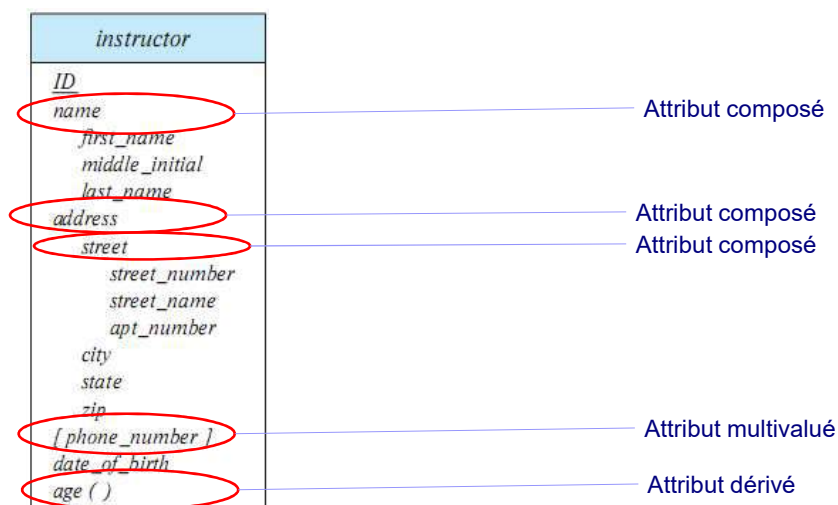 instructor
ID
name
Attribut composé
first_name
middle_initial
last_name
address
Attribut composé
street
Attribut composé
street_number
street_name
apt_number
city
state
zip
{ phone_number }
Attribut multivalué
date_of_birth
age ( )
Attribut dérivé